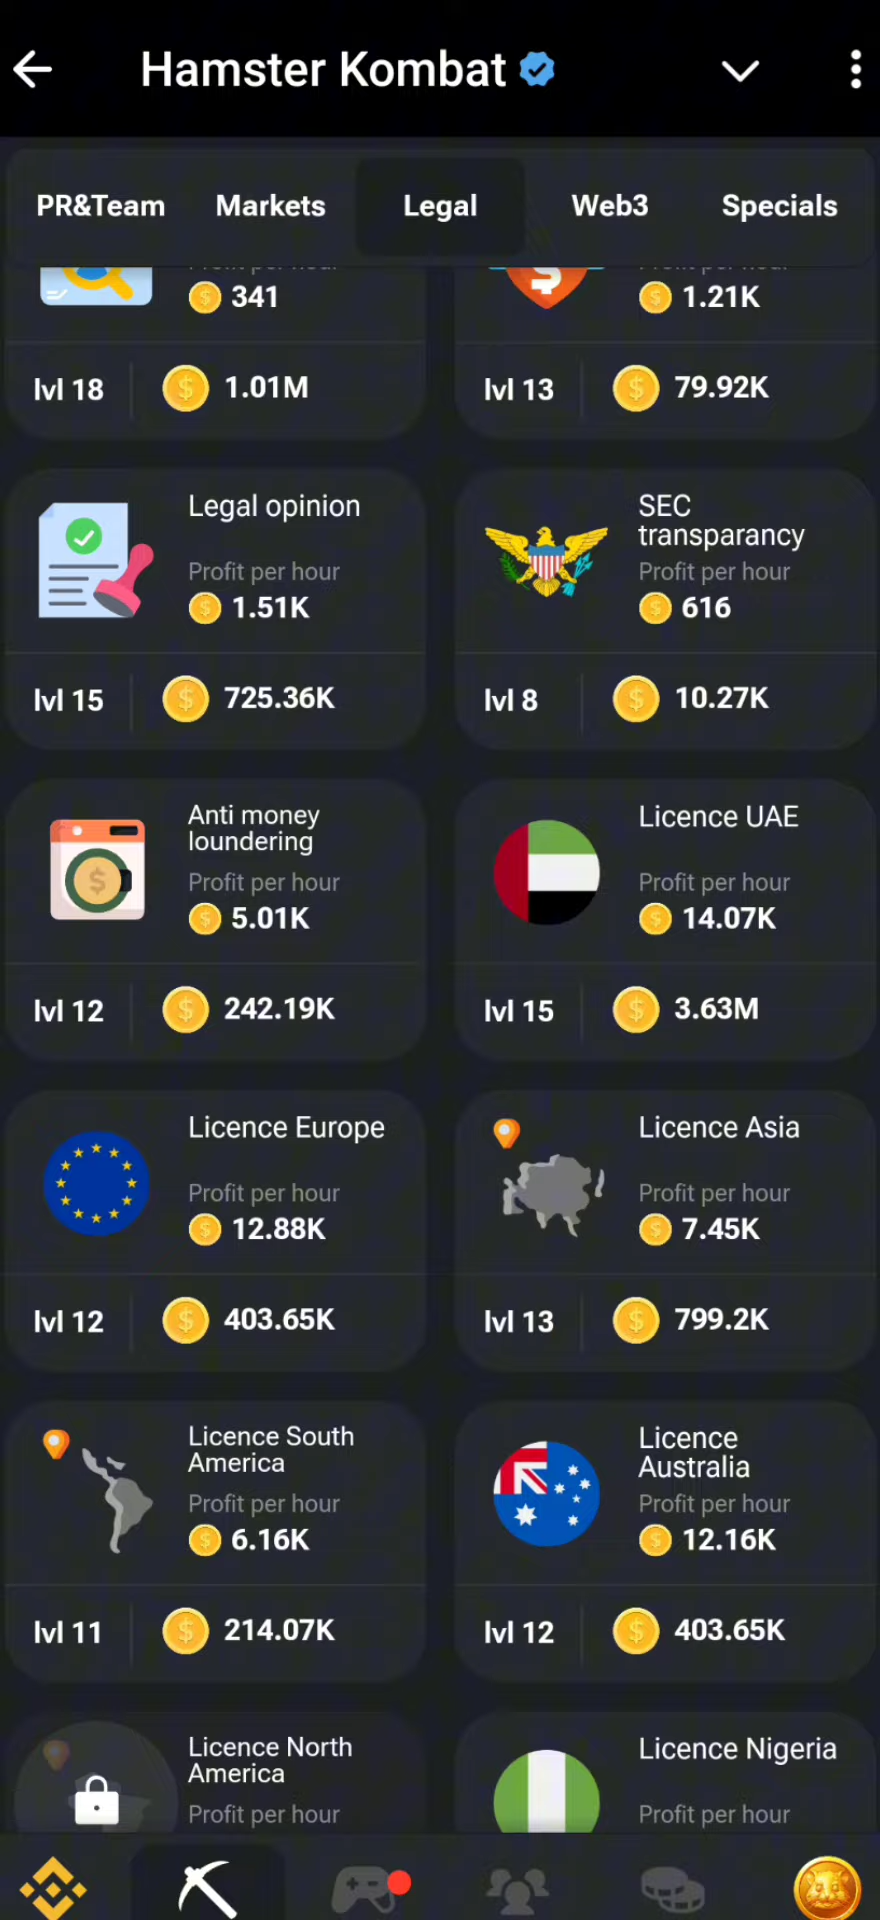 Hamster Kombat
PR&Team Markets Legal Web3 Specials
341
1.21K
lvl 18 1.01M
lvl 13 79.92K
Legal opinion
Profit per hour
1.51K
lvl 15 725.36K
SEC
transparancy
Profit per hour
616
lvl 8 10.27K
Anti money
loundering
Profit per hour
5.01K
lvl 12 242.19K
Licence UAE
Profit per hour
14.07K
lvl 15 3.63M
Licence Europe
Profit per hour
12.88K
lvl 12 403.65K
Licence Asia
Profit per hour
7.45K
lvl 13 799.2K
Licence South
America
Profit per hour
6.16K
lvl 11 214.07K
Licence
Australia
Profit per hour
12.16K
lvl 12 403.65K
Licence North
America
Profit per hour
Licence Nigeria
Profit per hour